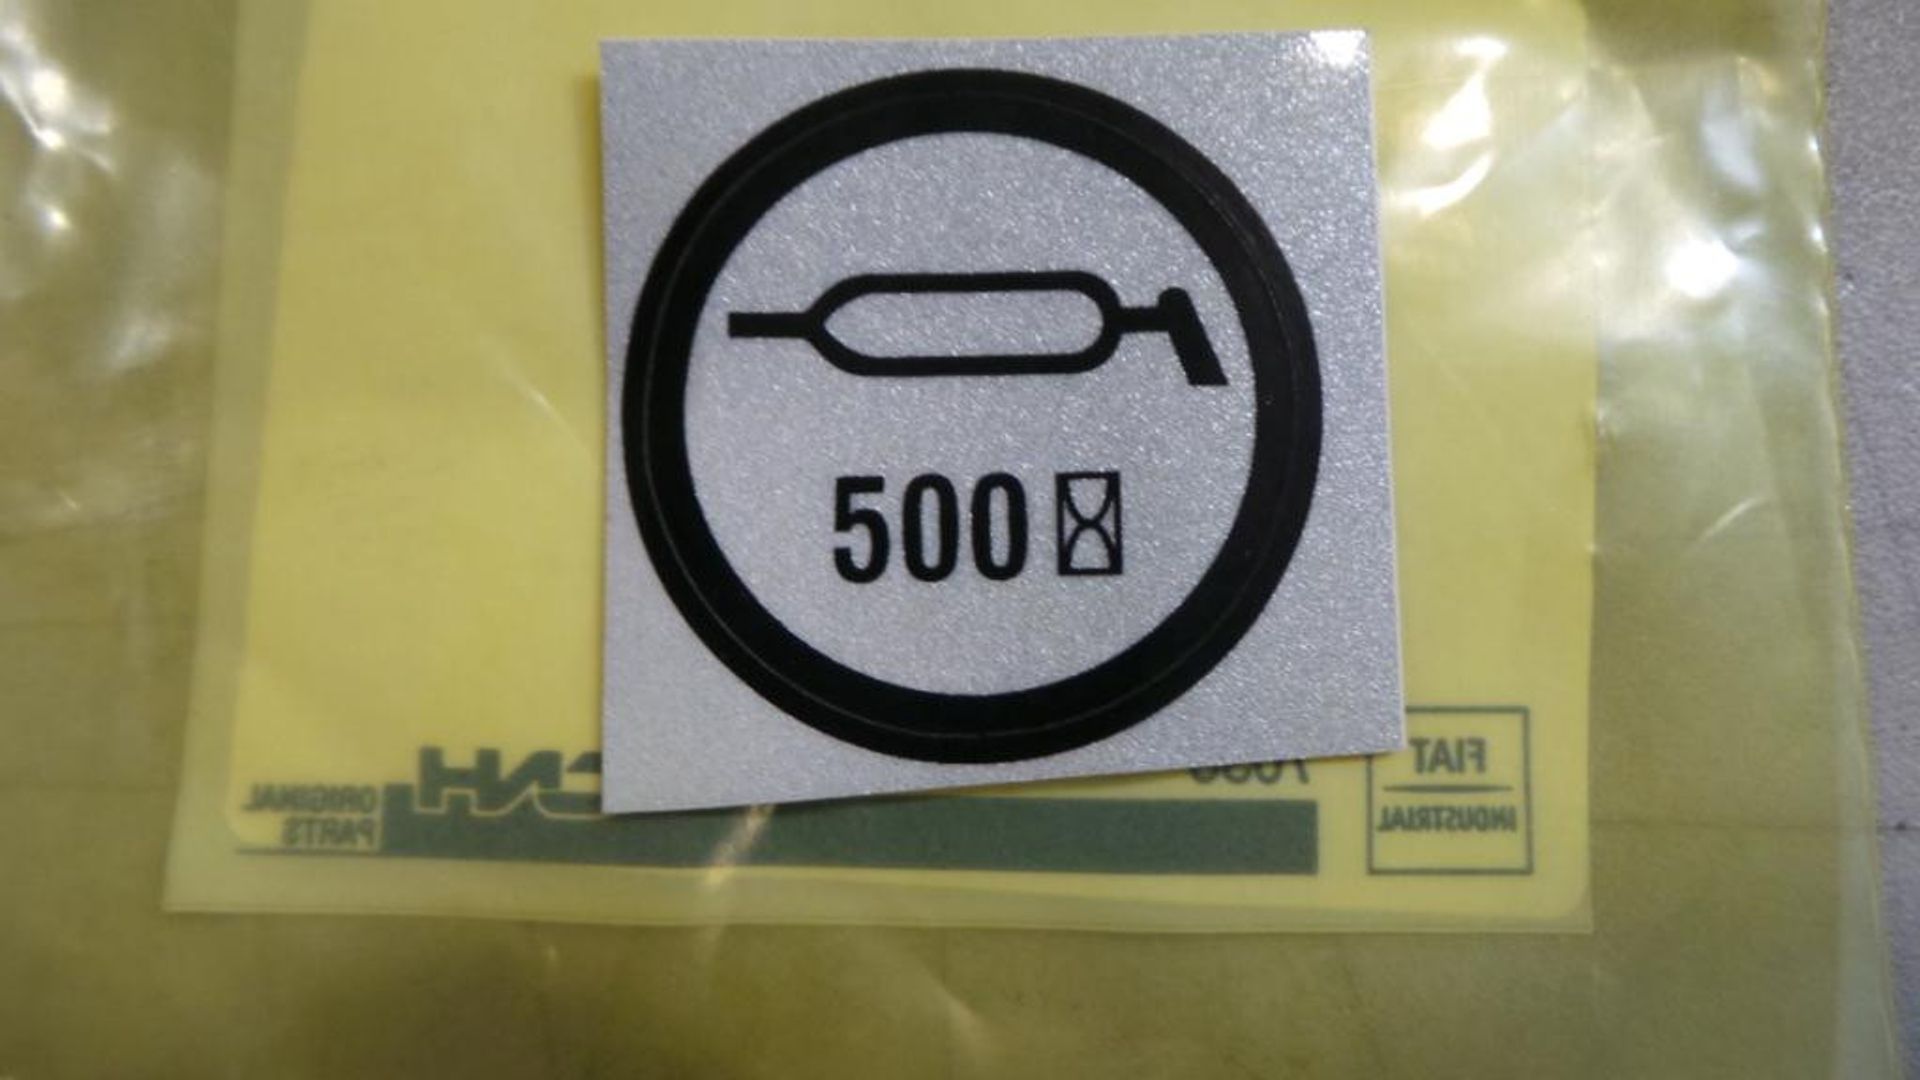 500
CNH
ORIGINAL
PARTS
FIAT
INDUSTRIAL